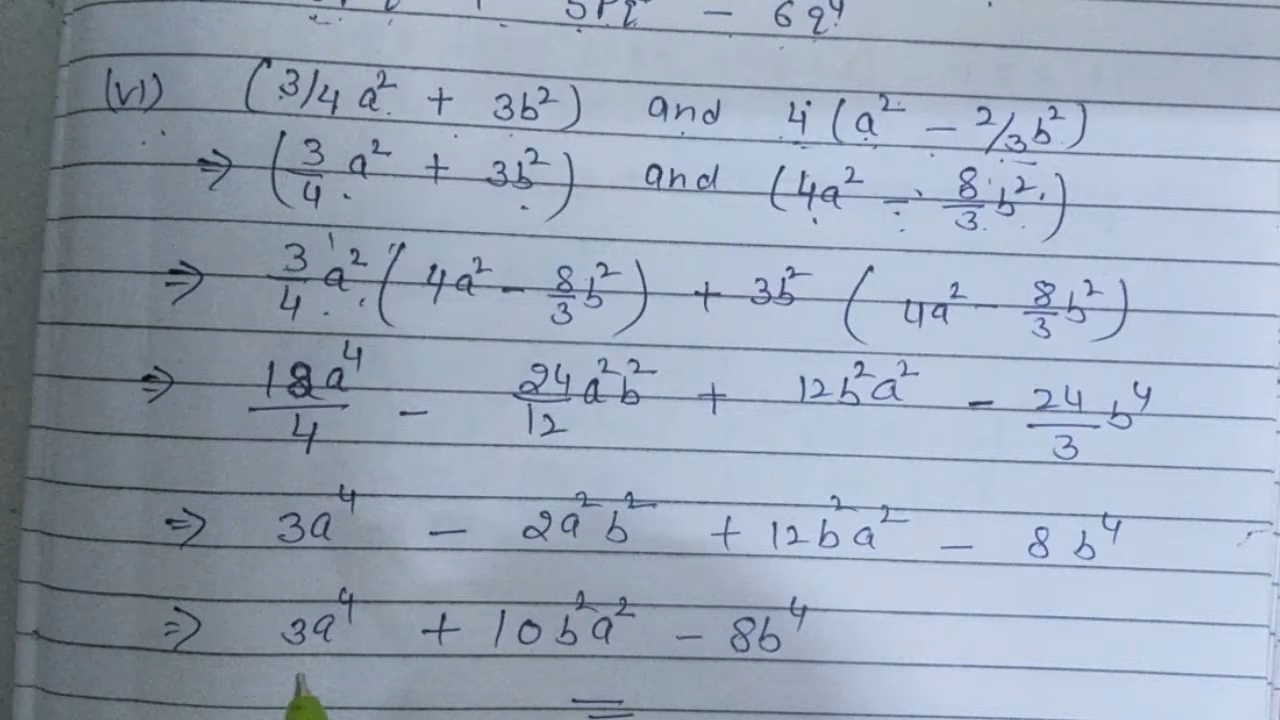 - 6q⁴
(vi) (3/4 a² + 3b²) and 4 (a² - 2/3 b²)
⇒ (3/4 a² + 3b²) and (4a² - 8/3 b²)
⇒ 3/4 a² (4a² - 8/3 b²) + 3b² (4a² - 8/3 b²)
⇒ 12a⁴/4 - 24/12 a²b² + 12b²a² - 24/3 b⁴
⇒ 3a⁴ - 2a²b² + 12b²a² - 8b⁴
⇒ 3a⁴ + 10b²a² - 8b⁴